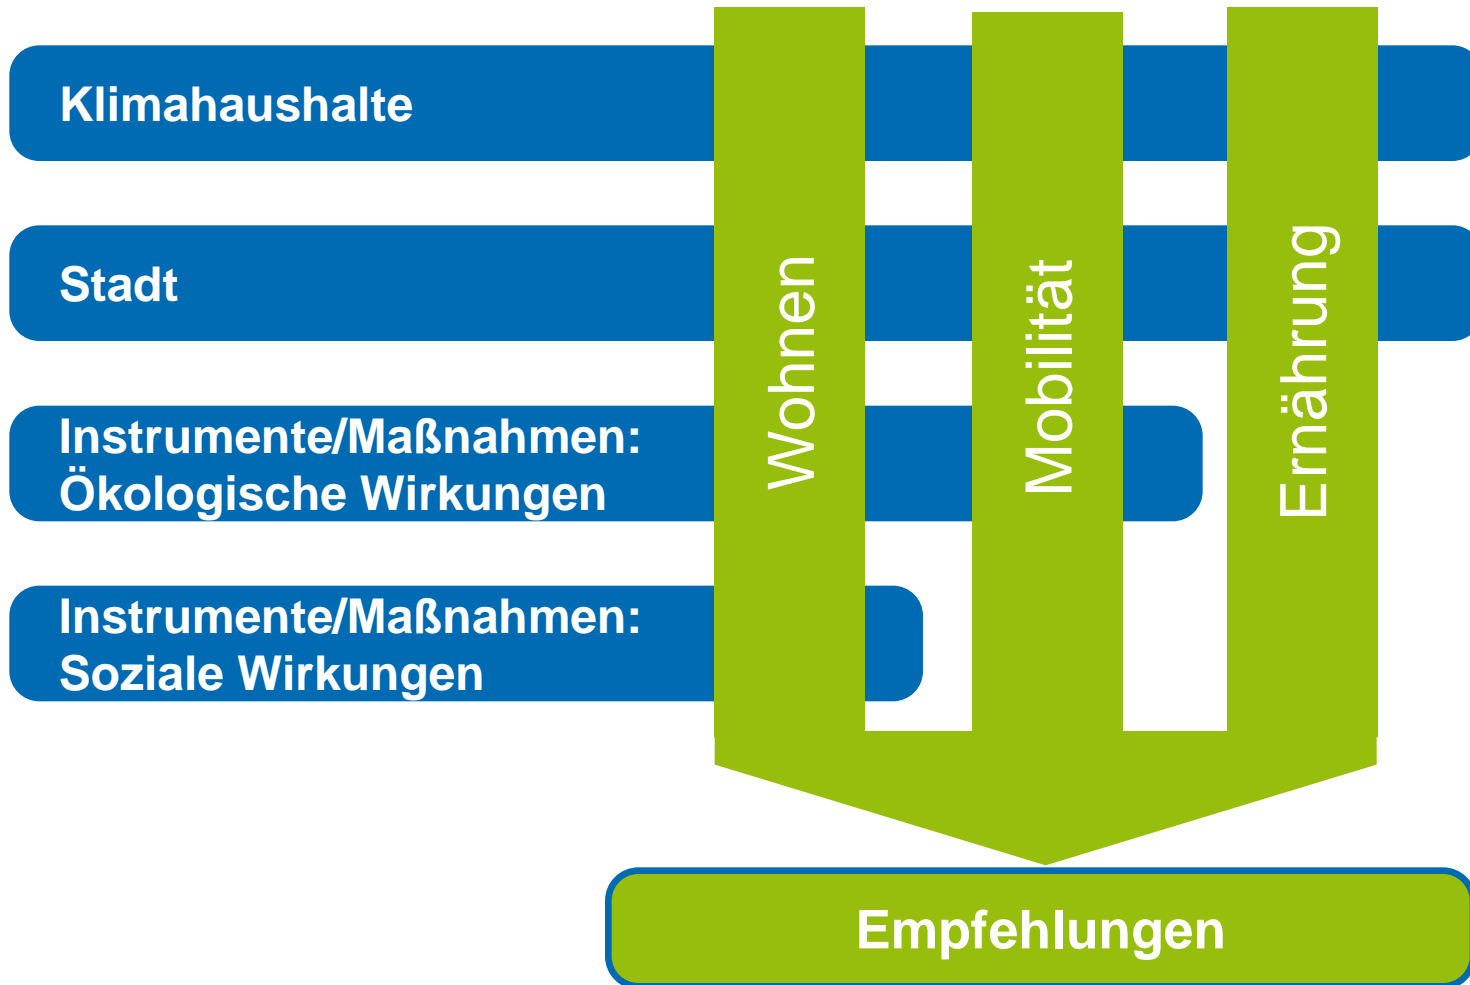 Klimahaushalte
Stadt
Instrumente/Maßnahmen:
Ökologische Wirkungen
Instrumente/Maßnahmen:
Soziale Wirkungen
Wohnen
Mobilität
Ernährung
Empfehlungen